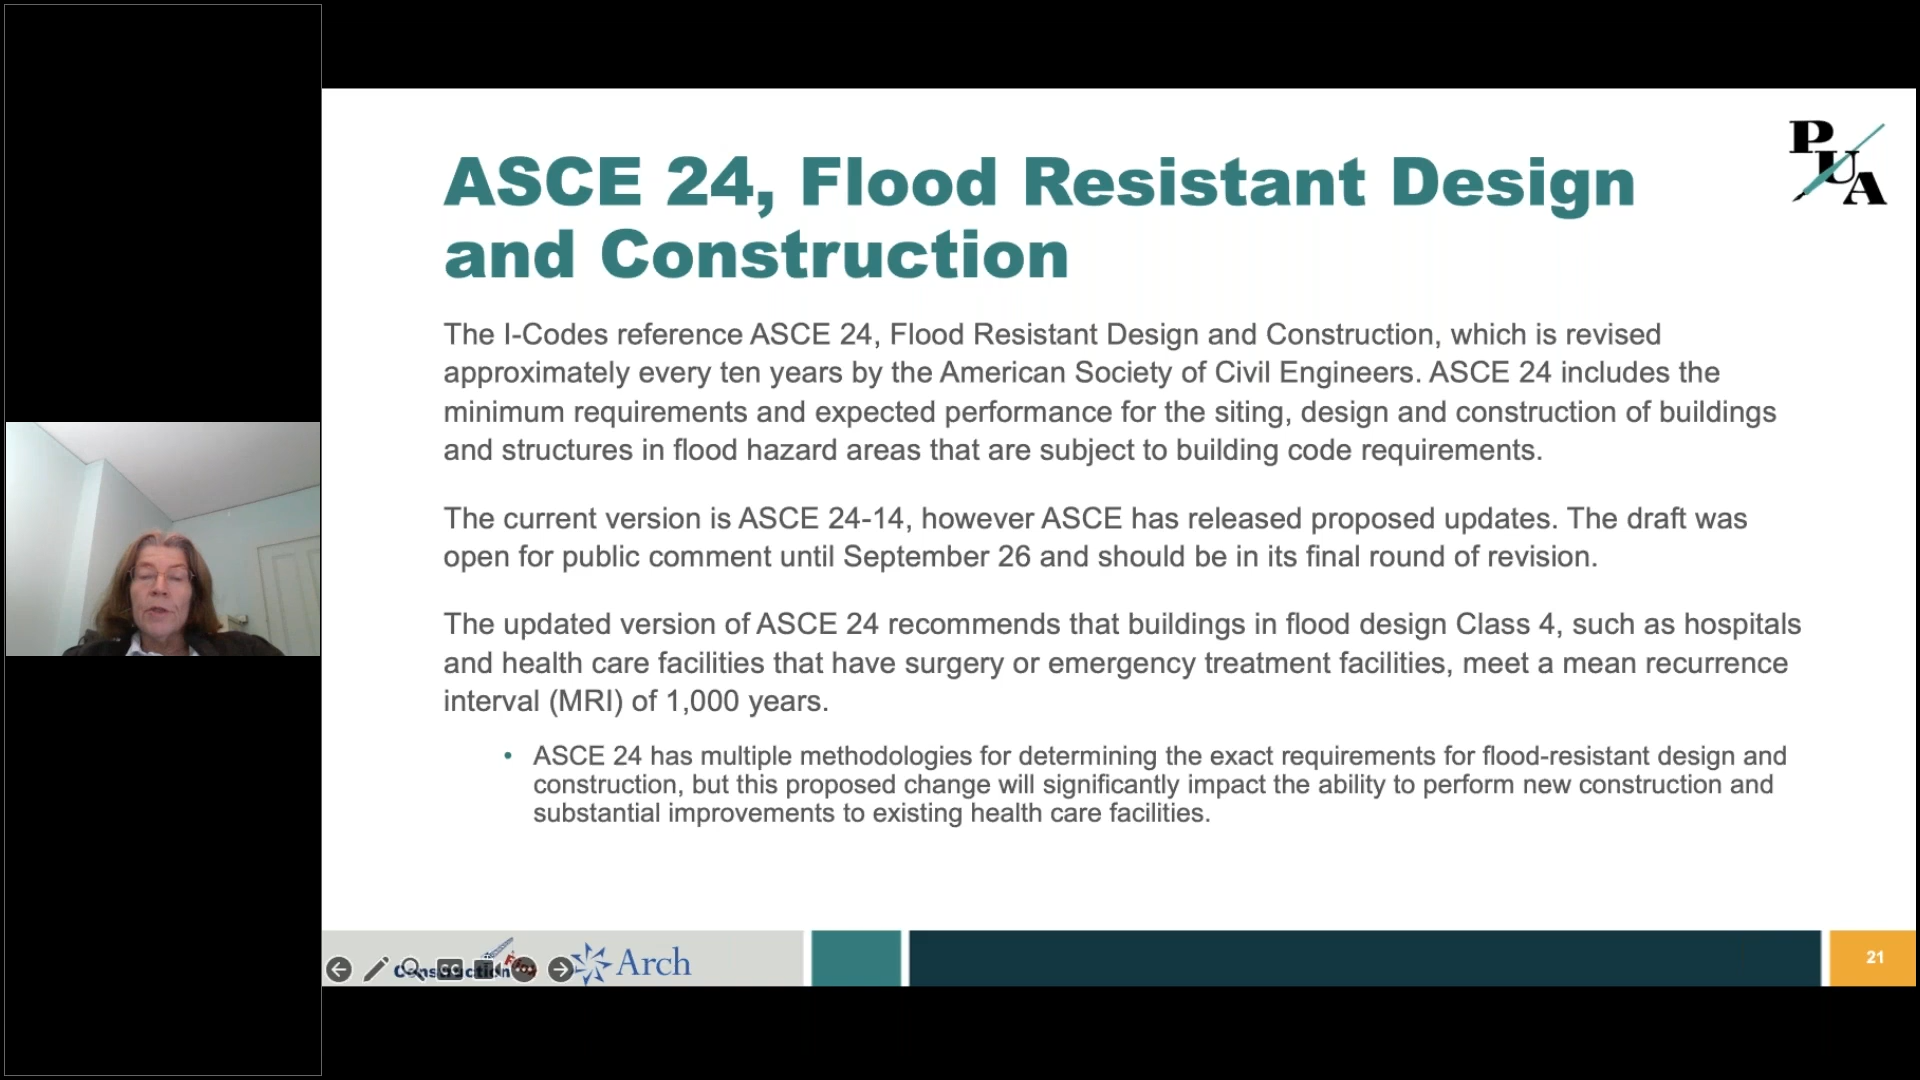 PUA
ASCE 24, Flood Resistant Design
and Construction
The I-Codes reference ASCE 24, Flood Resistant Design and Construction, which is revised
approximately every ten years by the American Society of Civil Engineers. ASCE 24 includes the
minimum requirements and expected performance for the siting, design and construction of buildings
and structures in flood hazard areas that are subject to building code requirements.
The current version is ASCE 24-14, however ASCE has released proposed updates. The draft was
open for public comment until September 26 and should be in its final round of revision.
The updated version of ASCE 24 recommends that buildings in flood design Class 4, such as hospitals
and health care facilities that have surgery or emergency treatment facilities, meet a mean recurrence
interval (MRI) of 1,000 years.
• ASCE 24 has multiple methodologies for determining the exact requirements for flood-resistant design and
construction, but this proposed change will significantly impact the ability to perform new construction and
substantial improvements to existing health care facilities.
Construction
Arch
21